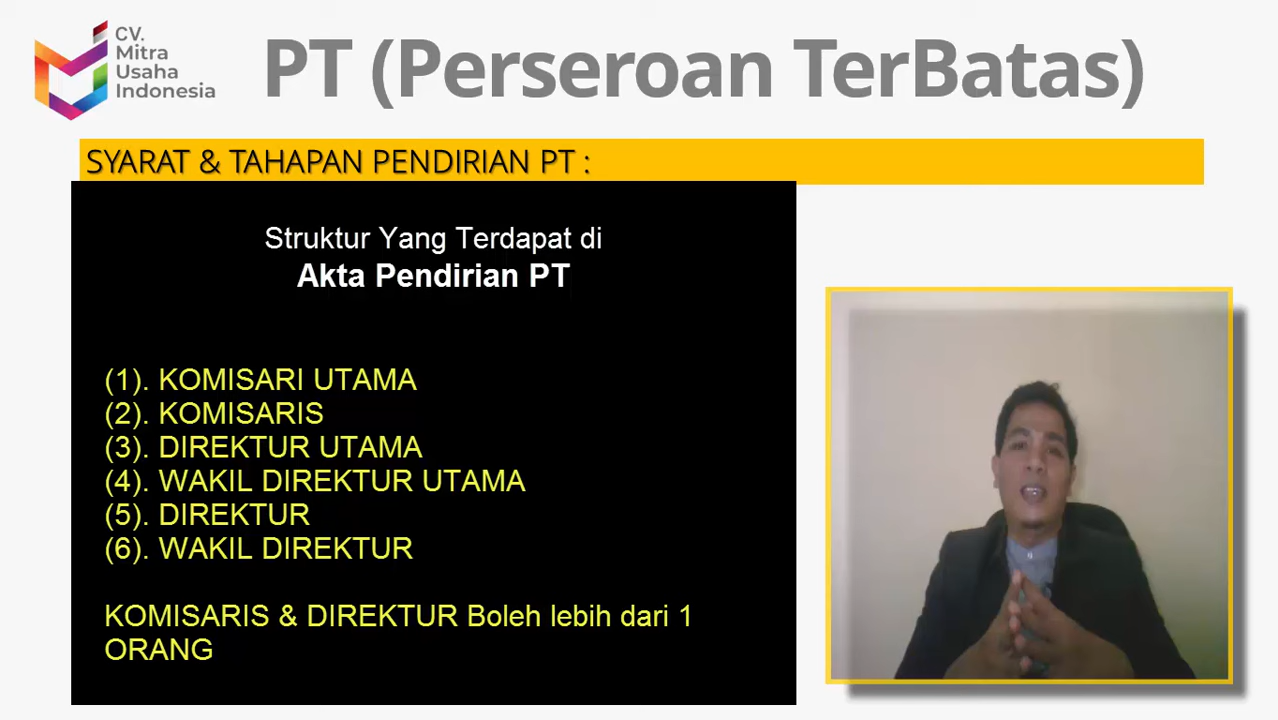 CV.
Mitra
Usaha
Indonesia
PT (Perseroan TerBatas)
SYARAT & TAHAPAN PENDIRIAN PT :
Struktur Yang Terdapat di
Akta Pendirian PT
(1). KOMISARI UTAMA
(2). KOMISARIS
(3). DIREKTUR UTAMA
(4). WAKIL DIREKTUR UTAMA
(5). DIREKTUR
(6). WAKIL DIREKTUR
KOMISARIS & DIREKTUR Boleh lebih dari 1
ORANG